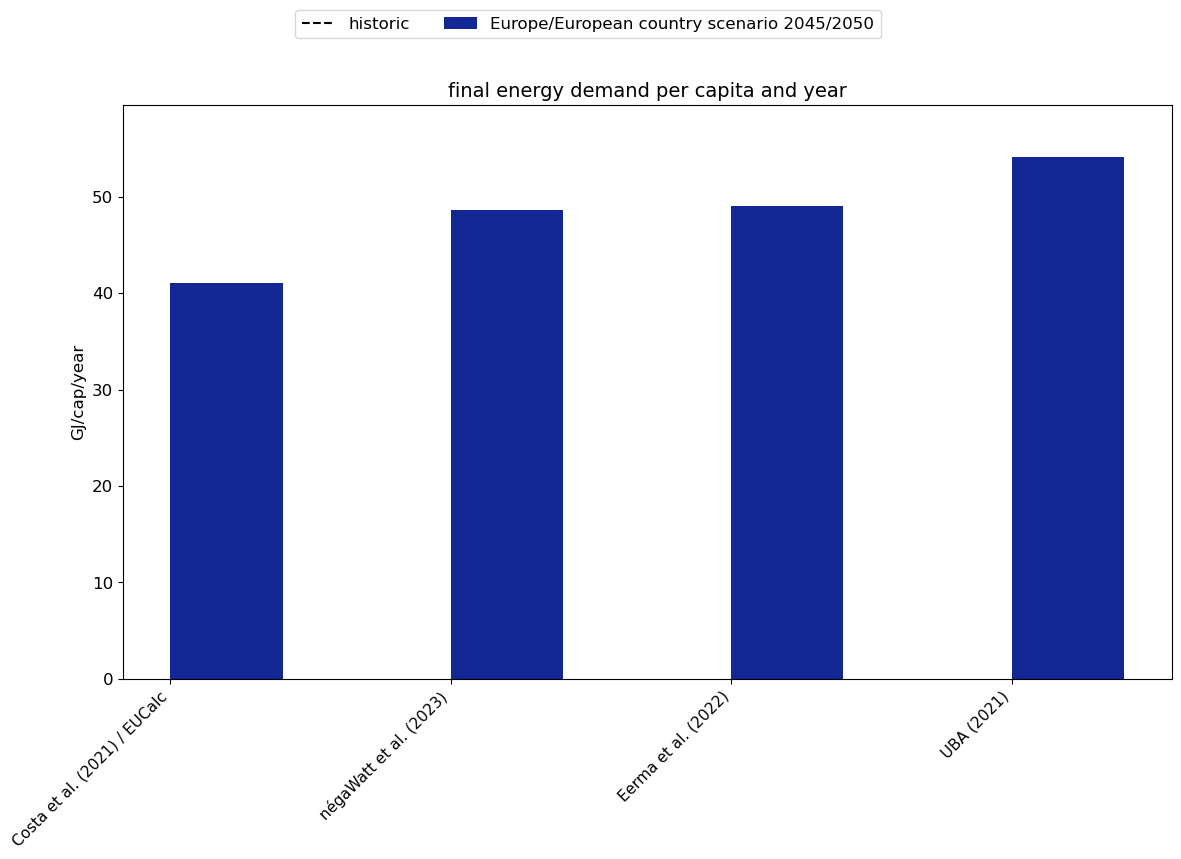 historic
Europe/European country scenario 2045/2050
final energy demand per capita and year
GJ/cap/year
50
40
30
20
10
0
Costa et al. (2021) / EUCalc
négaWatt et al. (2023)
Eerma et al. (2022)
UBA (2021)